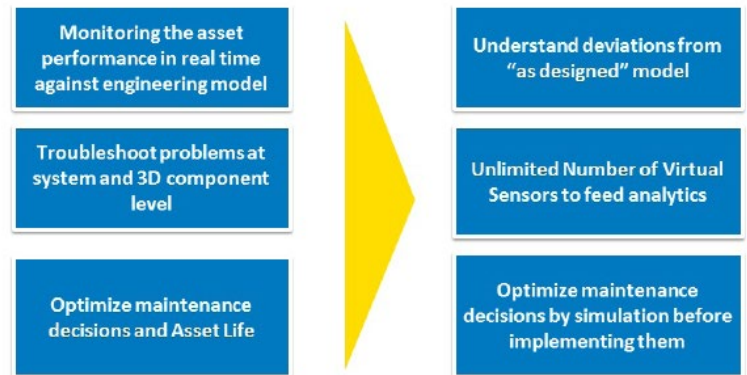 Monitoring the asset
performance in real time
against engineering model
Troubleshoot problems at
system and 3D component
level
Optimize maintenance
decisions and Asset Life
Understand deviations from
“as designed” model
Unlimited Number of Virtual
Sensors to feed analytics
Optimize maintenance
decisions by simulation before
implementing them